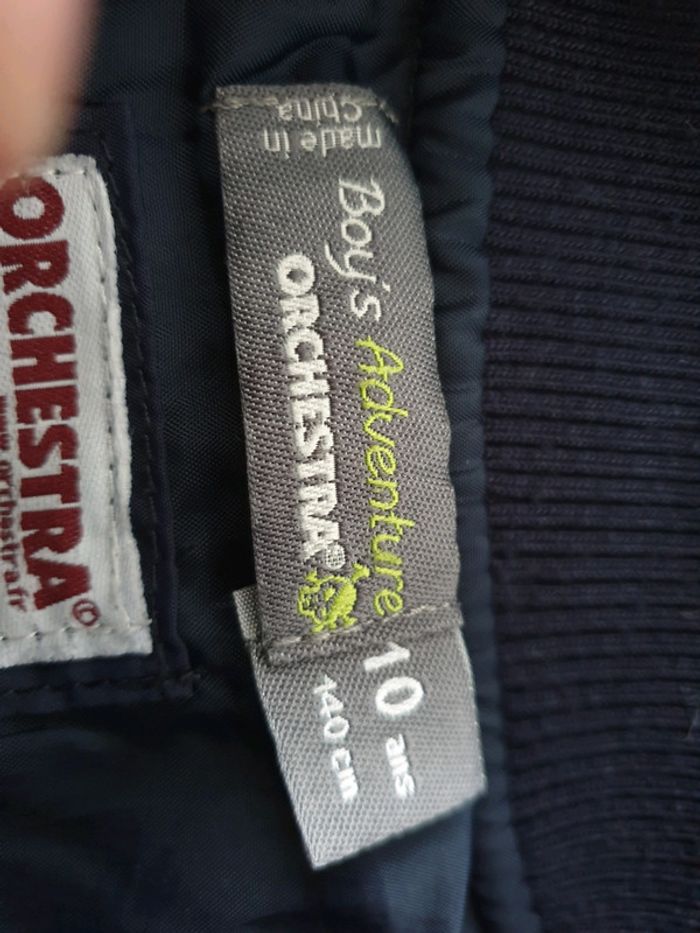 made in
China
Boy's Adventure
ORCHESTRA®
10 ans
140 cm
ORCHESTRA©
www.orchestra.fr